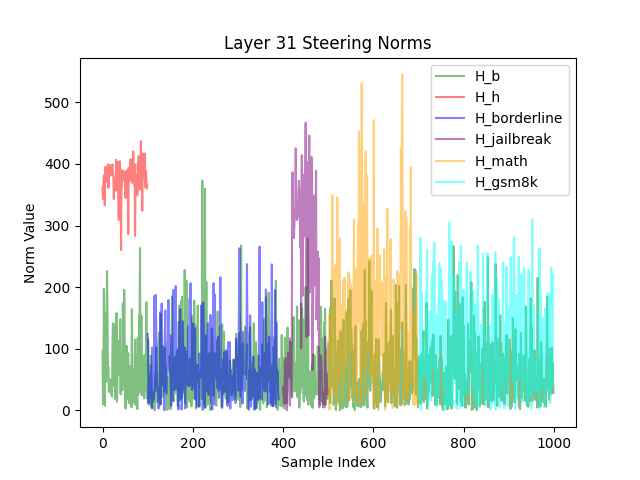 Layer 31 Steering Norms
H_b
H_h
H_borderline
H_jailbreak
H_math
H_gsm8k
500
400
300
200
100
0
Norm Value
0
200
400
600
800
1000
Sample Index